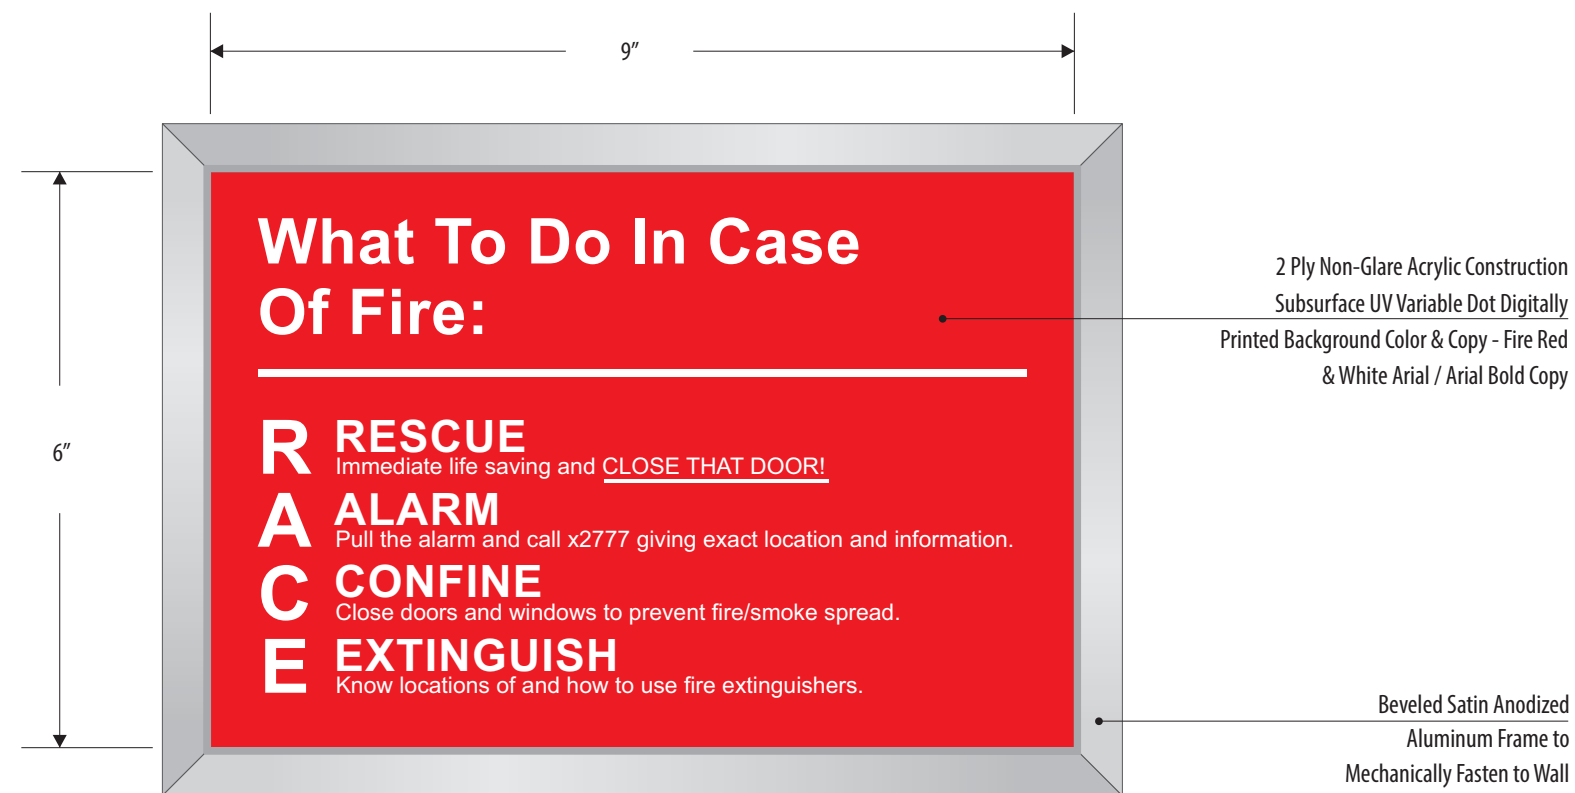 9”
What To Do In Case
Of Fire:
2 Ply Non-Glare Acrylic Construction
Subsurface UV Variable Dot Digitally
Printed Background Color & Copy - Fire Red
& White Arial / Arial Bold Copy
6”
R RESCUE
Immediate life saving and CLOSE THAT DOOR!
A ALARM
Pull the alarm and call x2777 giving exact location and information.
C CONFINE
Close doors and windows to prevent fire/smoke spread.
E EXTINGUISH
Know locations of and how to use fire extinguishers.
Beveled Satin Anodized
Aluminum Frame to
Mechanically Fasten to Wall